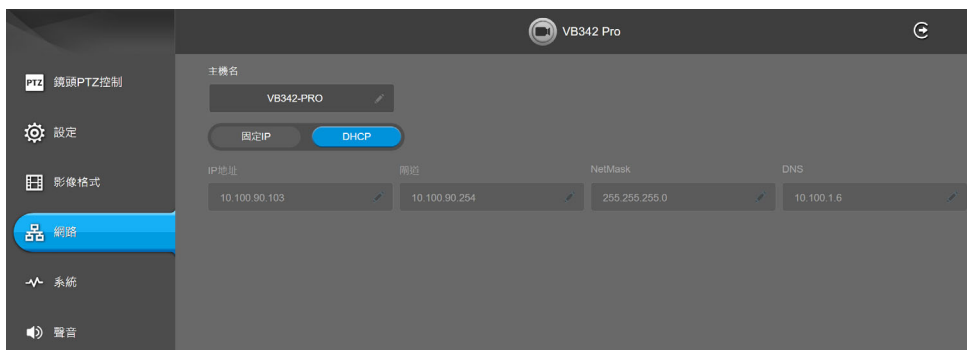 VB342 Pro
PTZ 鏡頭PTZ控制
設定
影像格式
網路
系統
聲音
主機名
VB342-PRO
固定IP DHCP
IP地址 閘道 NetMask DNS
10.100.90.103 10.100.90.254 255.255.255.0 10.100.1.6